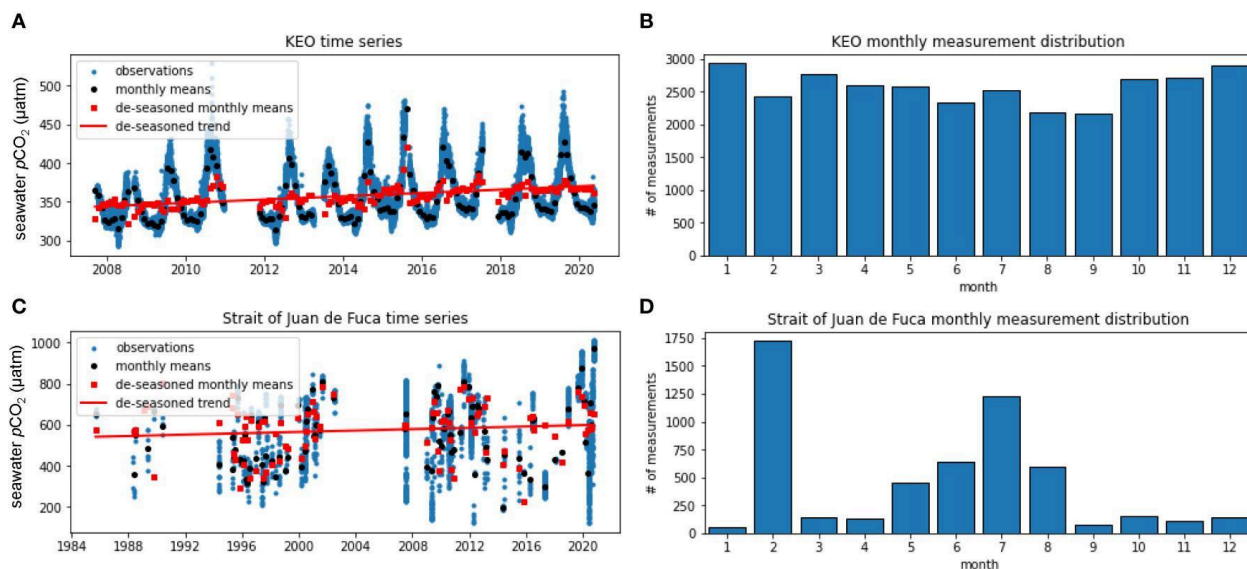 A
KEO time series
observations
monthly means
de-seasoned monthly means
de-seasoned trend
seawater pCO₂ (µatm)
500
450
400
350
300
2008 2010 2012 2014 2016 2018 2020
B
KEO monthly measurement distribution
# of measurements
3000
2500
2000
1500
1000
500
0
1 2 3 4 5 6 7 8 9 10 11 12
month
C
Strait of Juan de Fuca time series
observations
monthly means
de-seasoned monthly means
de-seasoned trend
seawater pCO₂ (µatm)
1000
800
600
400
200
1984 1988 1992 1996 2000 2004 2008 2012 2016 2020
D
Strait of Juan de Fuca monthly measurement distribution
# of measurements
1750
1500
1250
1000
750
500
250
0
1 2 3 4 5 6 7 8 9 10 11 12
month